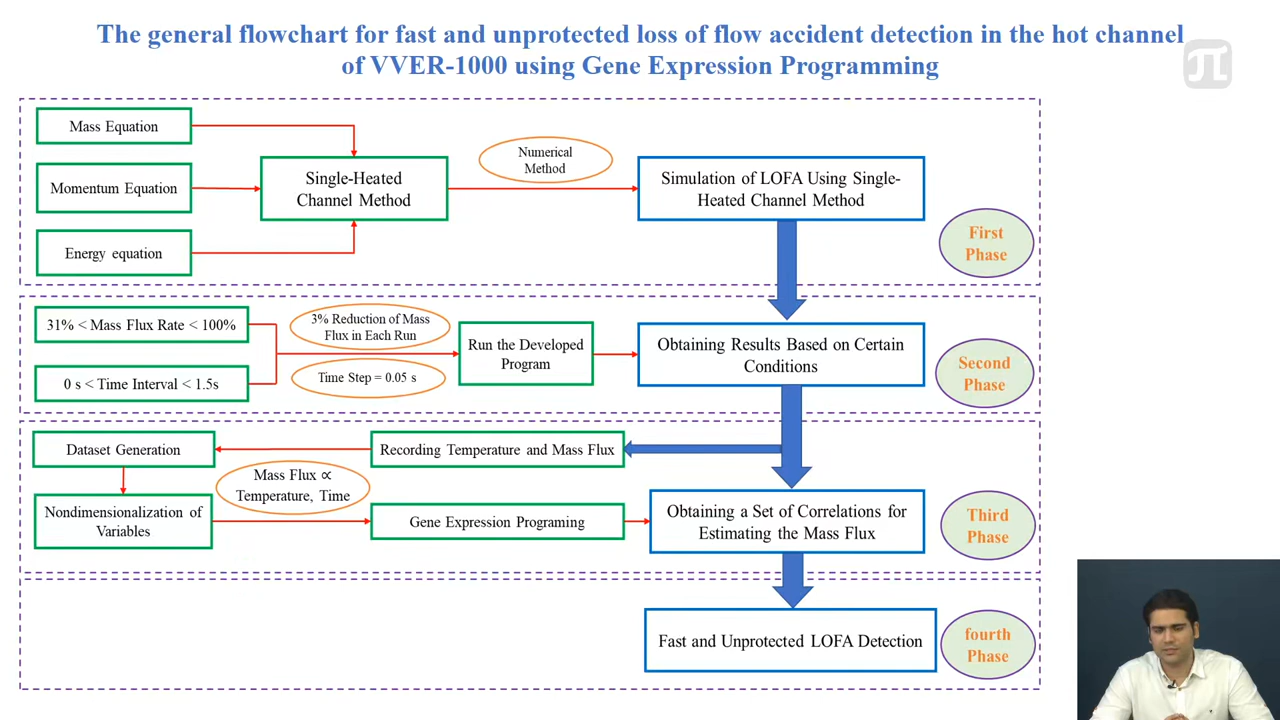 The general flowchart for fast and unprotected loss of flow accident detection in the hot channel
of VVER-1000 using Gene Expression Programming
Mass Equation
Momentum Equation
Energy equation
Single-Heated
Channel Method
Numerical
Method
Simulation of LOFA Using Single-
Heated Channel Method
First
Phase
31% < Mass Flux Rate < 100%
0 s < Time Interval < 1.5s
3% Reduction of Mass
Flux in Each Run
Time Step = 0.05 s
Run the Developed
Program
Obtaining Results Based on Certain
Conditions
Second
Phase
Dataset Generation
Recording Temperature and Mass Flux
Nondimensionalization of
Variables
Mass Flux ∝
Temperature, Time
Gene Expression Programing
Obtaining a Set of Correlations for
Estimating the Mass Flux
Third
Phase
Fast and Unprotected LOFA Detection
fourth
Phase